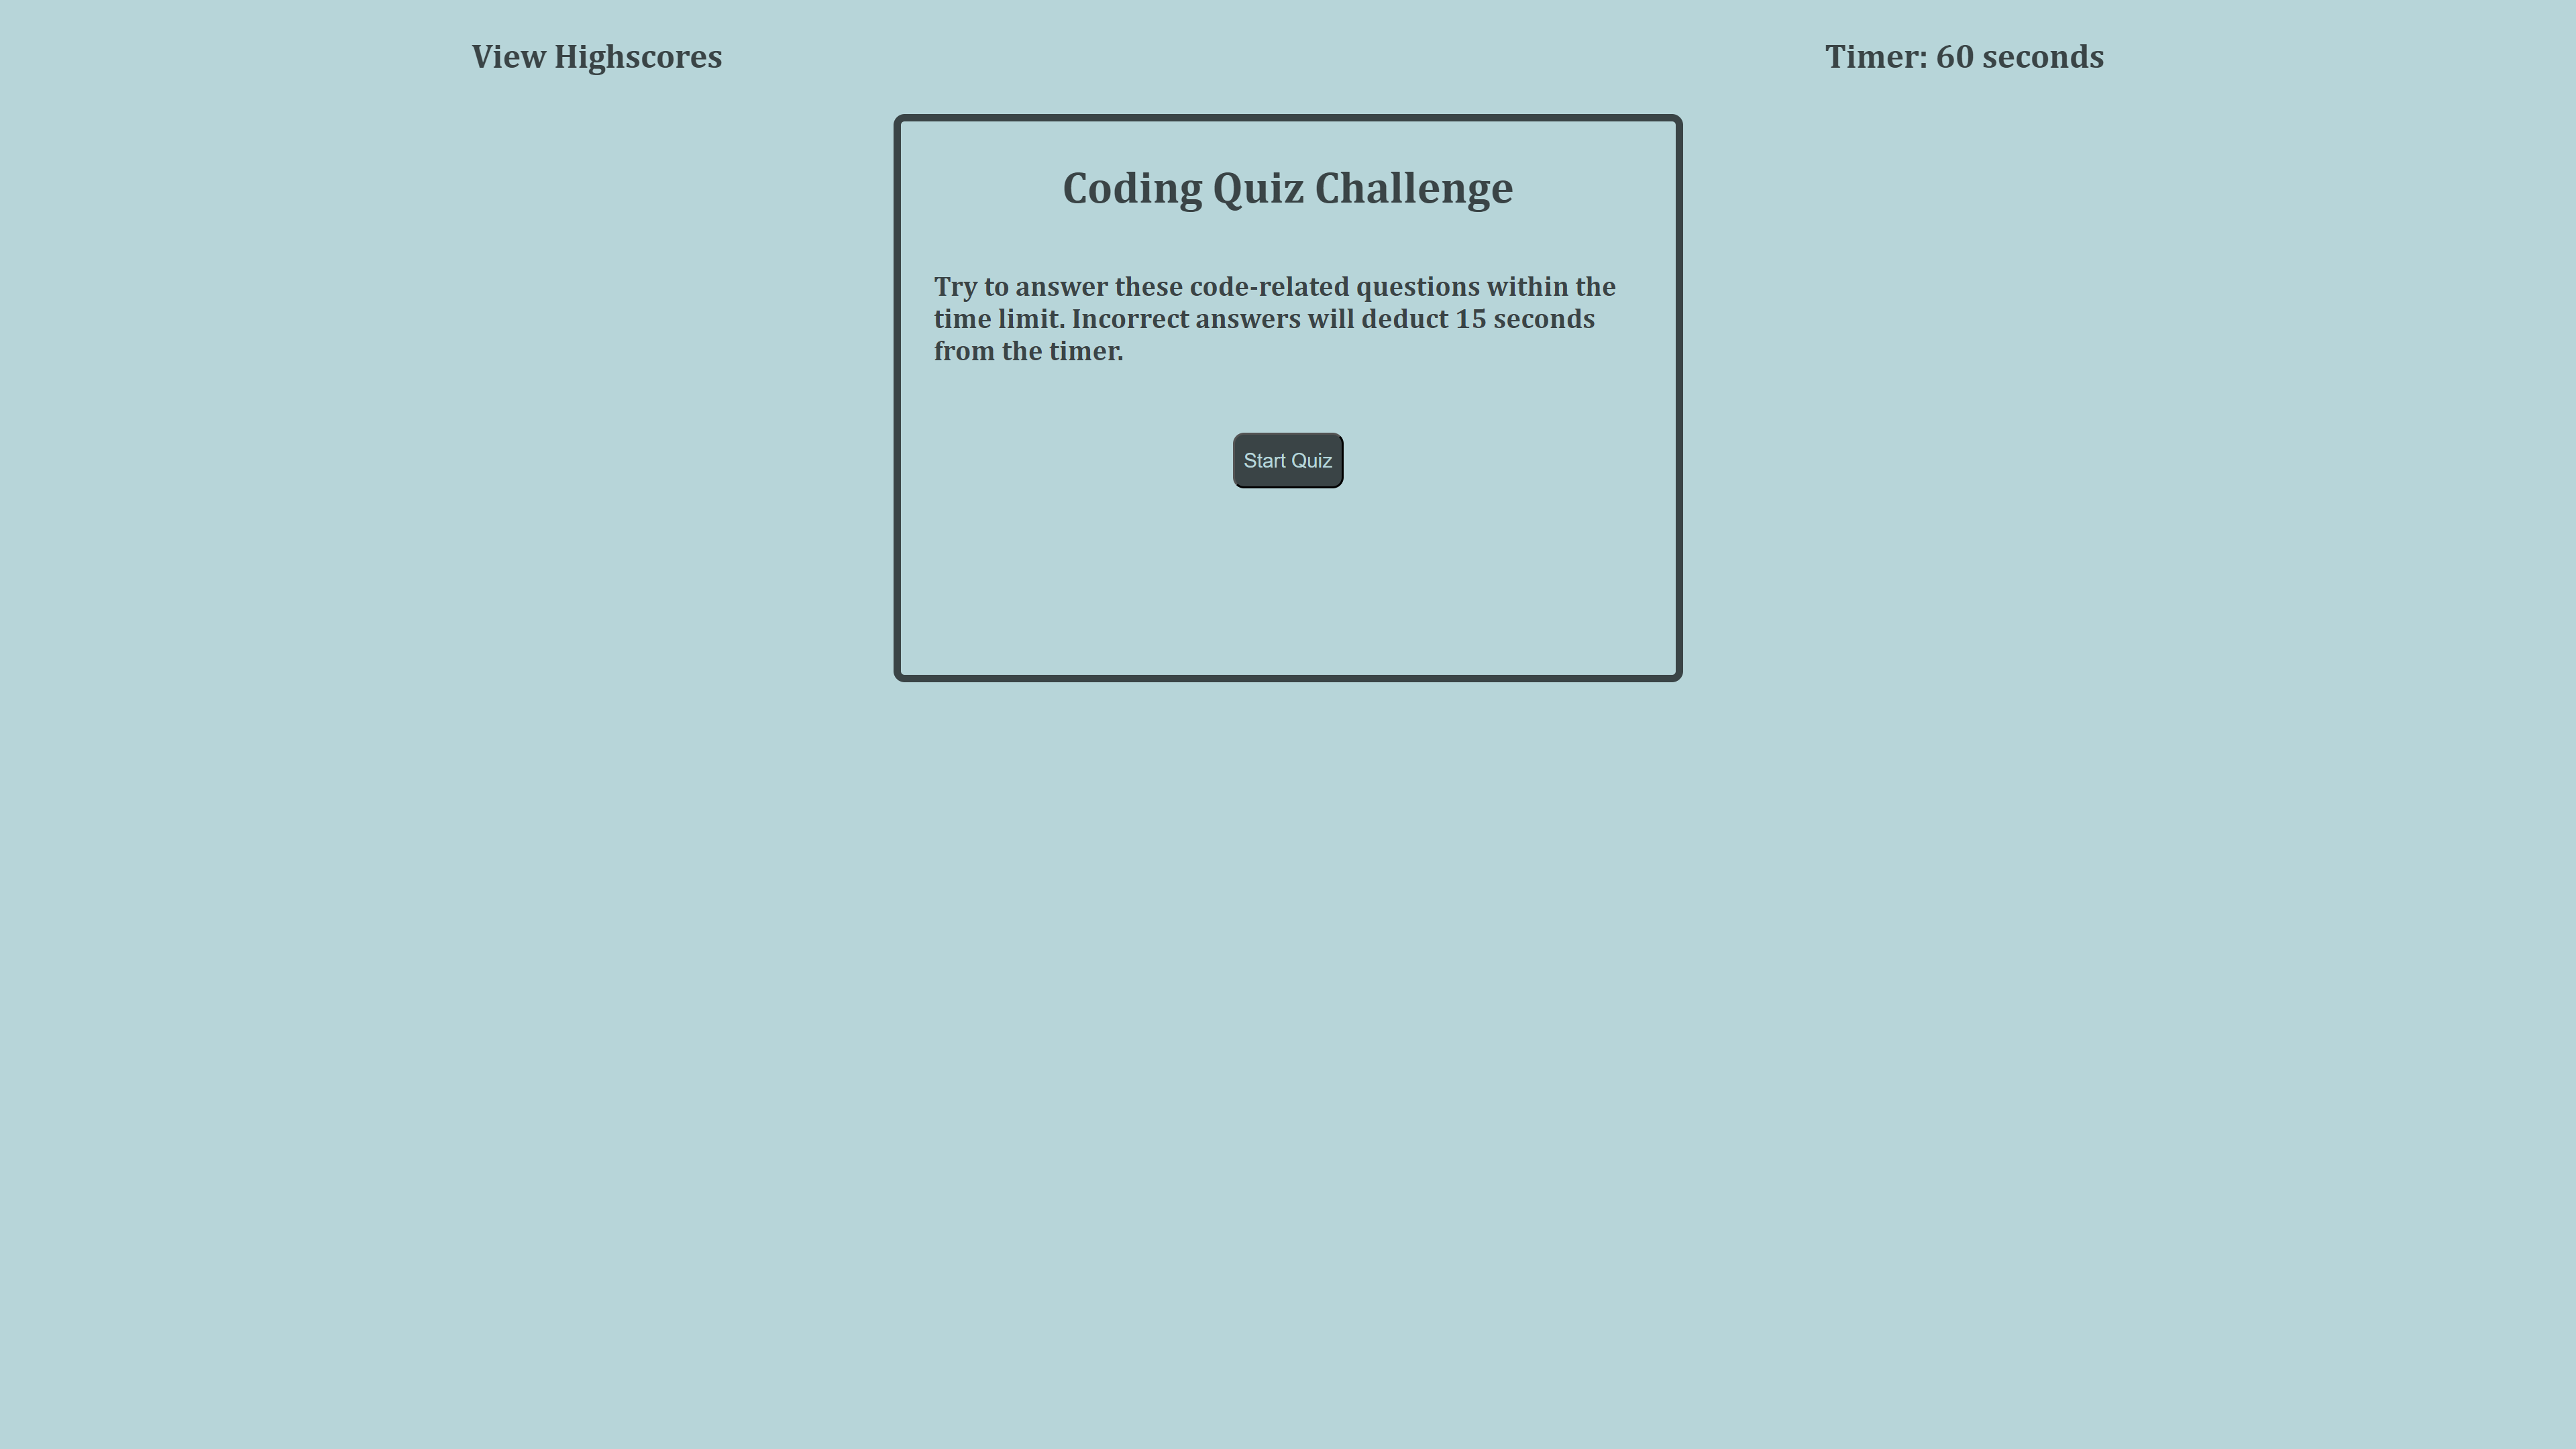 View Highscores
Timer: 60 seconds
Coding Quiz Challenge
Try to answer these code-related questions within the
time limit. Incorrect answers will deduct 15 seconds
from the timer.
Start Quiz